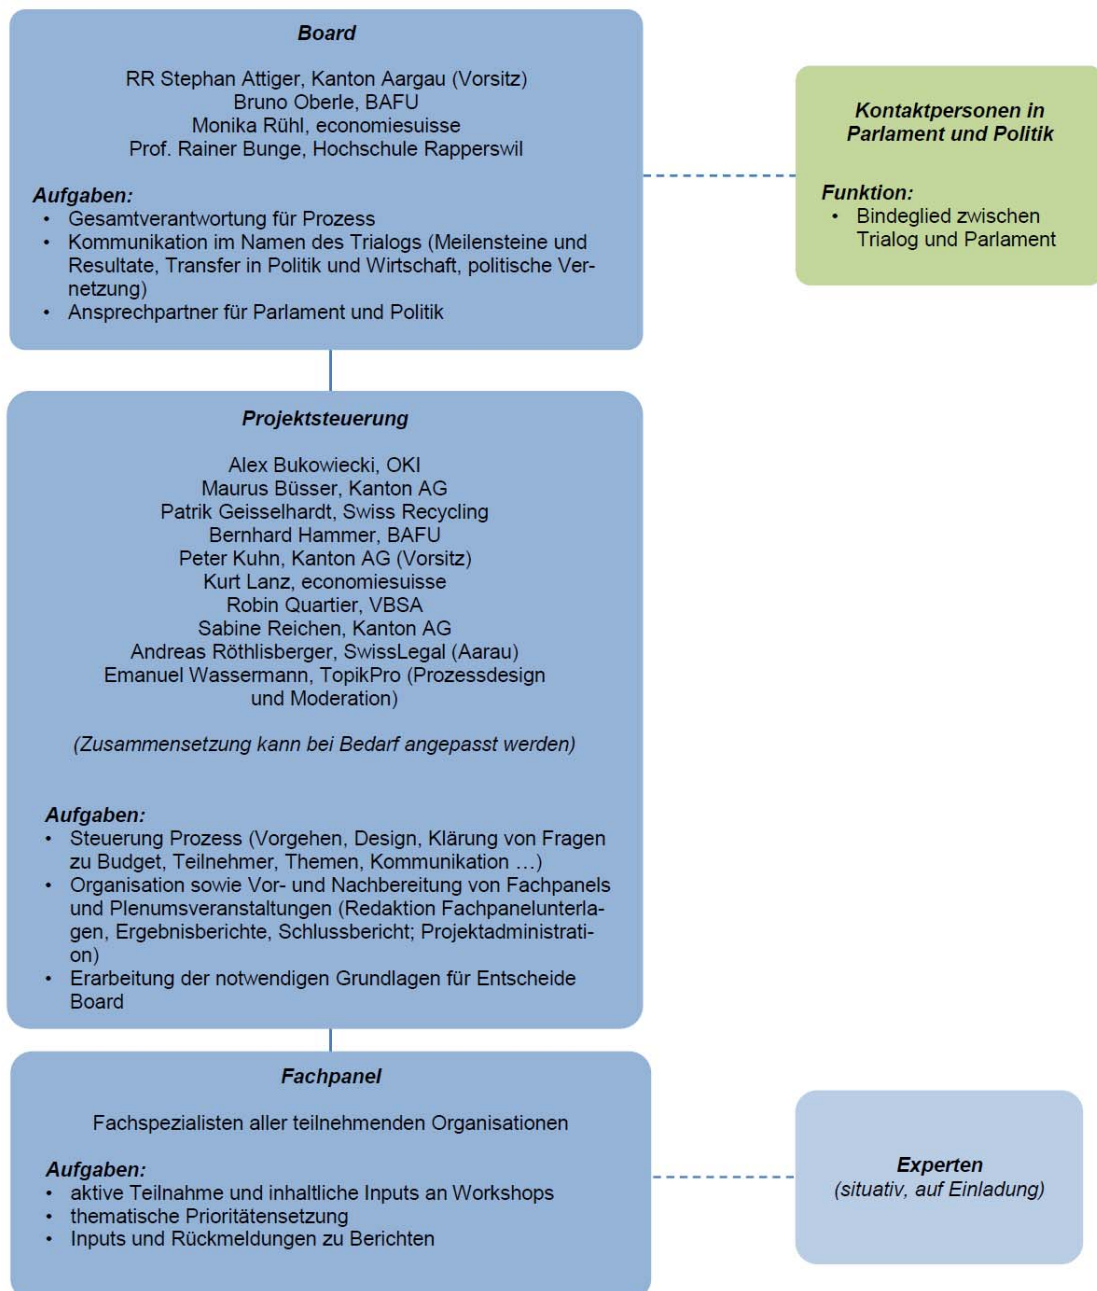 Board
RR Stephan Attiger, Kanton Aargau (Vorsitz)
Bruno Oberle, BAFU
Monika Rühl, economiesuisse
Prof. Rainer Bunge, Hochschule Rapperswil
Aufgaben:
• Gesamtverantwortung für Prozess
• Kommunikation im Namen des Trialogs (Meilensteine und
Resultate, Transfer in Politik und Wirtschaft, politische Ver-
netzung)
• Ansprechpartner für Parlament und Politik
Kontaktpersonen in
Parlament und Politik
Funktion:
• Bindeglied zwischen
Trialog und Parlament
Projektsteuerung
Alex Bukowiecki, OKI
Maurus Büsser, Kanton AG
Patrik Geisselhardt, Swiss Recycling
Bernhard Hammer, BAFU
Peter Kuhn, Kanton AG (Vorsitz)
Kurt Lanz, economiesuisse
Robin Quartier, VBSA
Sabine Reichen, Kanton AG
Andreas Röthlisberger, SwissLegal (Aarau)
Emanuel Wassermann, TopikPro (Prozessdesign
und Moderation)
(Zusammensetzung kann bei Bedarf angepasst werden)
Aufgaben:
• Steuerung Prozess (Vorgehen, Design, Klärung von Fragen
zu Budget, Teilnehmer, Themen, Kommunikation …)
• Organisation sowie Vor- und Nachbereitung von Fachpanels
und Plenumsveranstaltungen (Redaktion Fachpanelunterla-
gen, Ergebnisberichte, Schlussbericht; Projektadministrati-
on)
• Erarbeitung der notwendigen Grundlagen für Entscheide
Board
Fachpanel
Fachspezialisten aller teilnehmenden Organisationen
Aufgaben:
• aktive Teilnahme und inhaltliche Inputs an Workshops
• thematische Prioritätensetzung
• Inputs und Rückmeldungen zu Berichten
Experten
(situativ, auf Einladung)